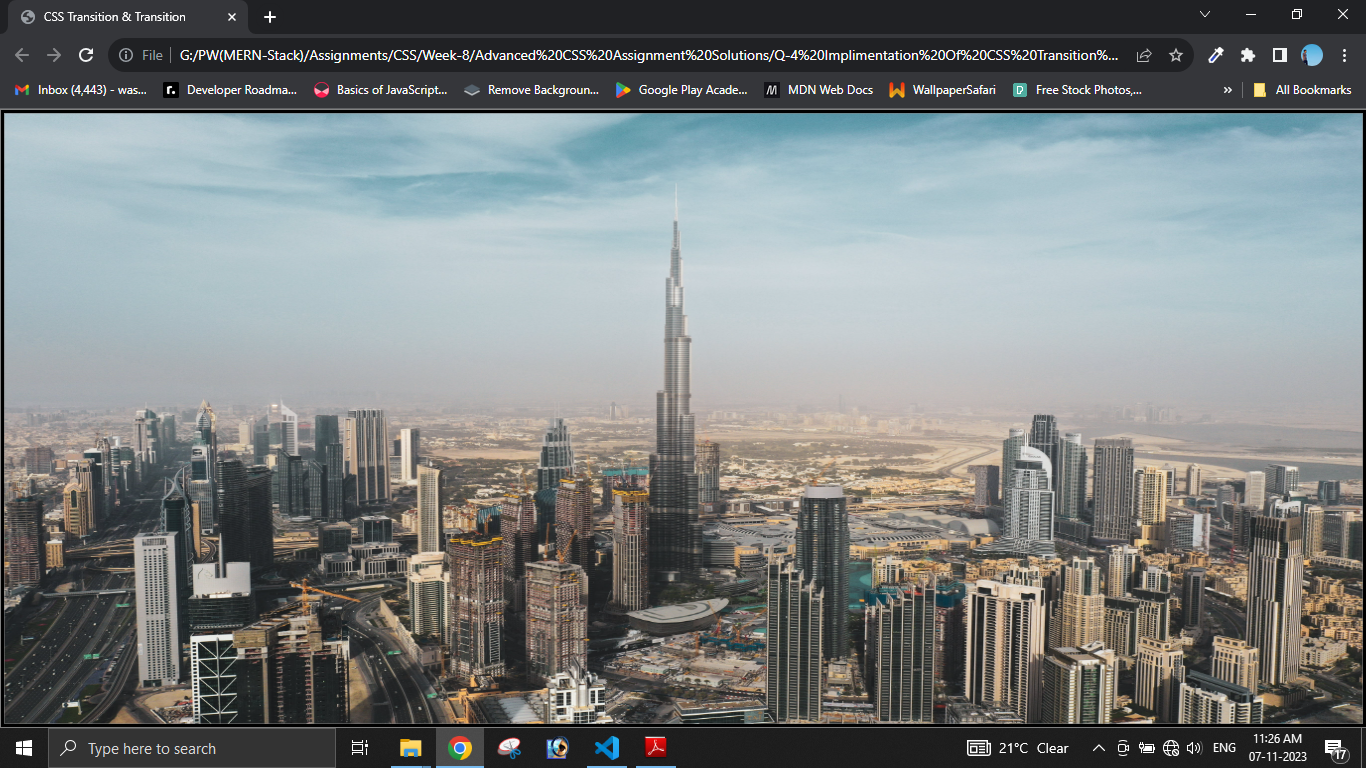 CSS Transition & Transition
File
G:/PW(MERN-Stack)/Assignments/CSS/Week-8/Advanced%20CSS%20Assignment%20Solutions/Q-4%20Implimentation%20Of%20CSS%20Transition%...
Inbox (4,443) - was...
Developer Roadma...
Basics of JavaScript...
Remove Backgroun...
Google Play Acade...
MDN Web Docs
WallpaperSafari
Free Stock Photos,...
»
All Bookmarks
Type here to search
21°C Clear
ENG
11:26 AM
07-11-2023
17